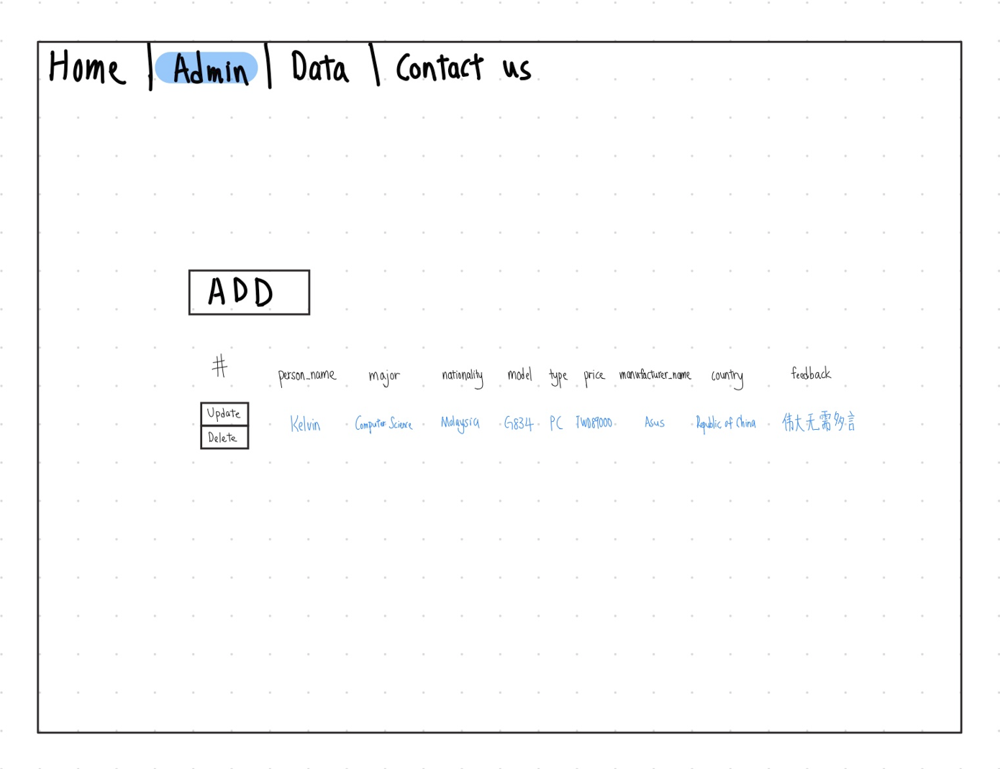 Home | Admin | Data | Contact us
ADD
# person_name major nationality model type price manufacturer_name country feedback
Update
Kelvin Computer Science Malaysia G834 PC TWD89000 Asus Republic of China 伟大无需多言
Delete